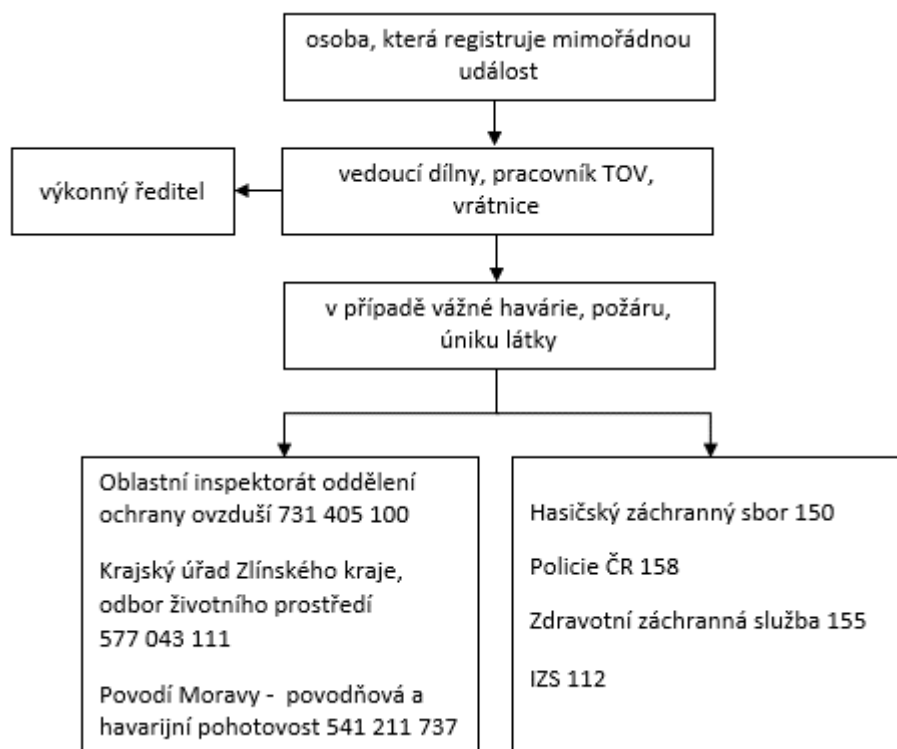 osoba, která registruje mimořádnou
událost
výkonný ředitel
vedoucí dílny, pracovník TOV,
vrátnice
v případě vážné havárie, požáru,
úniku látky
Oblastní inspektorát oddělení
ochrany ovzduší 731 405 100
Krajský úřad Zlínského kraje,
odbor životního prostředí
577 043 111
Povodí Moravy - povodňová a
havarijní pohotovost 541 211 737
Hasičský záchranný sbor 150
Policie ČR 158
Zdravotní záchranná služba 155
IZS 112